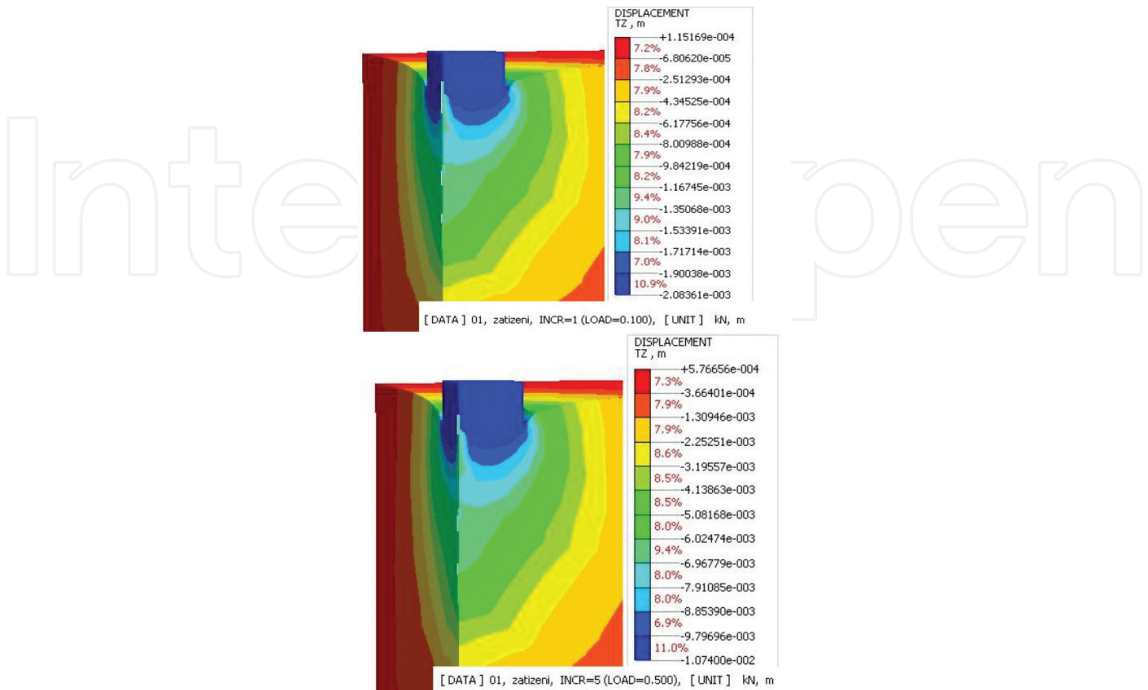 DISPLACEMENT
TZ , m
+1.15169e-004
7.2%
-6.80620e-005
7.8%
-2.51293e-004
7.9%
-4.34525e-004
8.2%
-6.17756e-004
8.4%
-8.00988e-004
7.9%
-9.84219e-004
8.2%
-1.16745e-003
9.4%
-1.35068e-003
9.0%
-1.53391e-003
8.1%
-1.71714e-003
7.0%
-1.90038e-003
10.9%
-2.08361e-003
Inte pen
[ DATA ] 01, zatizeni, INCR=1 (LOAD=0.100), [ UNIT ] kN, m
DISPLACEMENT
TZ , m
+5.76656e-004
7.3%
-3.66401e-004
7.9%
-1.30946e-003
7.9%
-2.25251e-003
8.6%
-3.19557e-003
8.5%
-4.13863e-003
8.5%
-5.08168e-003
8.0%
-6.02474e-003
9.4%
-6.96779e-003
8.0%
-7.91085e-003
8.0%
-8.85390e-003
6.9%
-9.79696e-003
11.0%
-1.07400e-002
[ DATA ] 01, zatizeni, INCR=5 (LOAD=0.500), [ UNIT ] kN, m